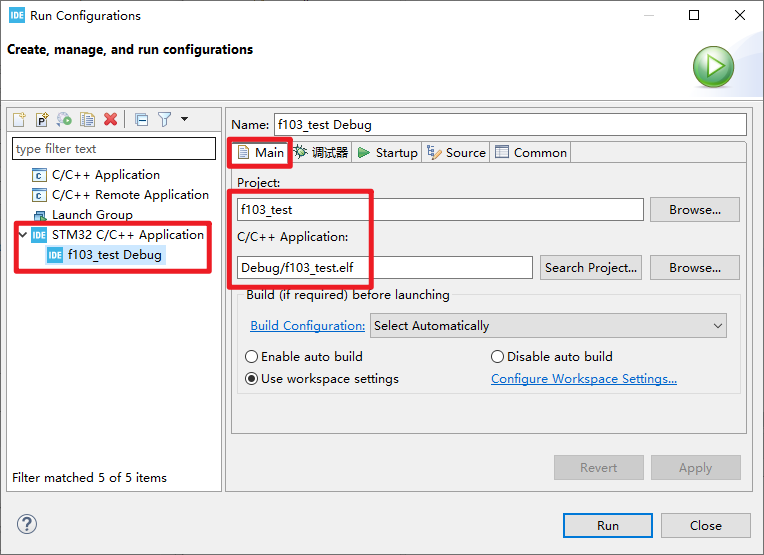 IDE Run Configurations
Create, manage, and run configurations
type filter text
C/C++ Application
C/C++ Remote Application
Launch Group
IDE STM32 C/C++ Application
IDE f103_test Debug
Filter matched 5 of 5 items
Name: f103_test Debug
Main 调试器 Startup Source Common
Project:
f103_test Browse...
C/C++ Application:
Debug/f103_test.elf Search Project... Browse...
Build (if required) before launching
Build Configuration: Select Automatically
Enable auto build Disable auto build
Use workspace settings Configure Workspace Settings...
Revert Apply
? Run Close